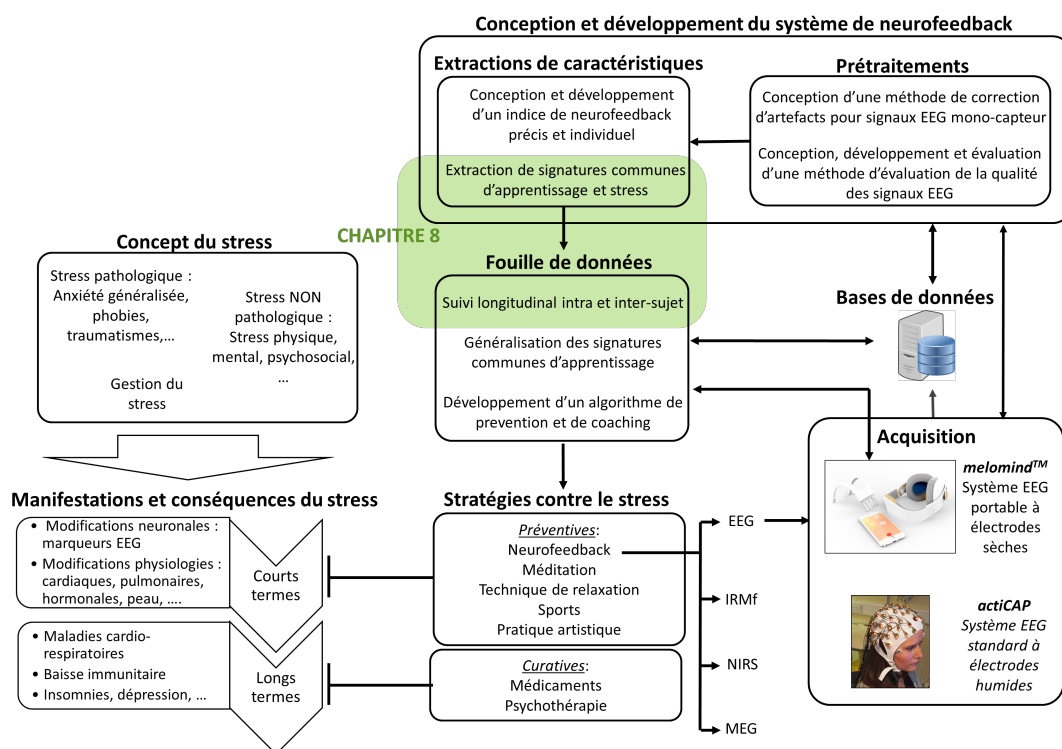 Conception et développement du système de neurofeedback
Extractions de caractéristiques
Conception et développement
d'un indice de neurofeedback
précis et individuel
Extraction de signatures communes
d'apprentissage et stress
Prétraitements
Conception d'une méthode de correction
d'artefacts pour signaux EEG mono-capteur
Conception, développement et évaluation
d'une méthode d'évaluation de la qualité
des signaux EEG
CHAPITRE 8
Concept du stress
Stress pathologique :
Anxiété généralisée,
phobies,
traumatismes,…
Stress NON
pathologique :
Stress physique,
mental, psychosocial,
…
Gestion du
stress
Fouille de données
Suivi longitudinal intra et inter-sujet
Généralisation des signatures
communes d'apprentissage
Développement d'un algorithme de
prevention et de coaching
Bases de données
Acquisition
melomindTM
Système EEG
portable à
électrodes
sèches
actiCAP
Système EEG
standard à
électrodes
humides
Manifestations et conséquences du stress
• Modifications neuronales :
marqueurs EEG
• Modifications physiologies :
cardiaques, pulmonaires,
hormonales, peau, ….
Courts
termes
• Maladies cardio-
respiratoires
• Baisse immunitaire
• Insomnies, dépression, …
Longs
termes
Stratégies contre le stress
Préventives:
Neurofeedback
Méditation
Technique de relaxation
Sports
Pratique artistique
Curatives:
Médicaments
Psychothérapie
EEG
IRMf
NIRS
MEG